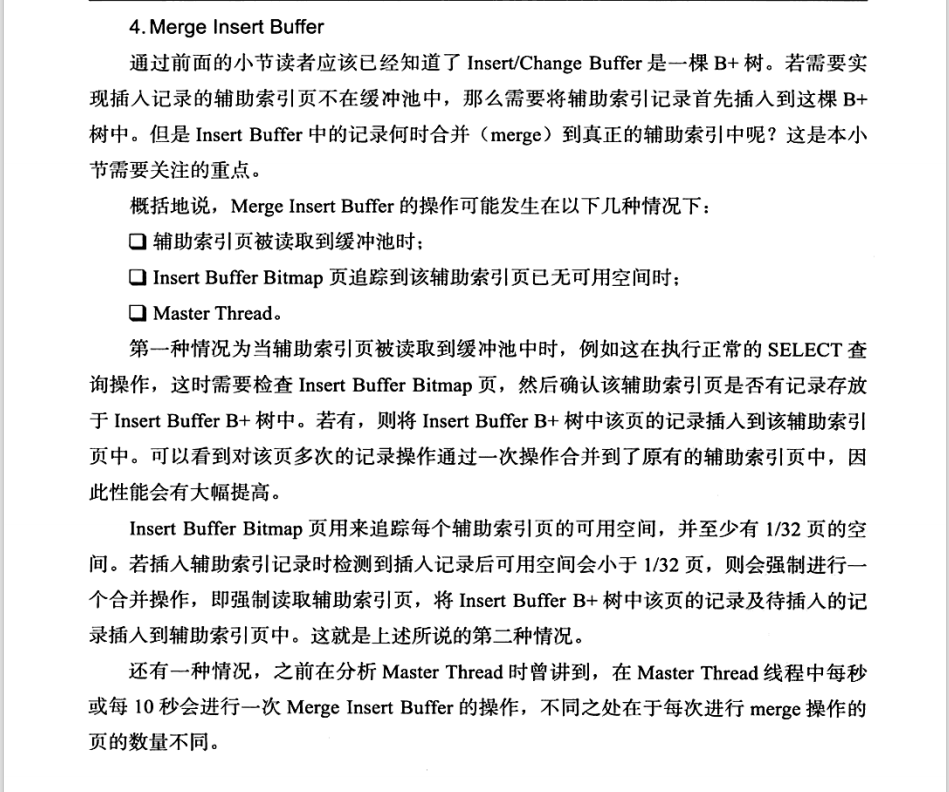 4. Merge Insert Buffer
通过前面的小节读者应该已经知道了 Insert/Change Buffer 是一棵 B+ 树。若需要实
现插入记录的辅助索引页不在缓冲池中，那么需要将辅助索引记录首先插入到这棵 B+
树中。但是 Insert Buffer 中的记录何时合并（merge）到真正的辅助索引中呢？这是本小
节需要关注的重点。
概括地说，Merge Insert Buffer 的操作可能发生在以下几种情况下：
❑ 辅助索引页被读取到缓冲池时；
❑ Insert Buffer Bitmap 页追踪到该辅助索引页已无可用空间时；
❑ Master Thread。
第一种情况为当辅助索引页被读取到缓冲池中时，例如这在执行正常的 SELECT 查
询操作，这时需要检查 Insert Buffer Bitmap 页，然后确认该辅助索引页是否有记录存放
于 Insert Buffer B+ 树中。若有，则将 Insert Buffer B+ 树中该页的记录插入到该辅助索引
页中。可以看到对该页多次的记录操作通过一次操作合并到了原有的辅助索引页中，因
此性能会有大幅提高。
Insert Buffer Bitmap 页用来追踪每个辅助索引页的可用空间，并至少有 1/32 页的空
间。若插入辅助索引记录时检测到插入记录后可用空间会小于 1/32 页，则会强制进行一
个合并操作，即强制读取辅助索引页，将 Insert Buffer B+ 树中该页的记录及待插入的记
录插入到辅助索引页中。这就是上述所说的第二种情况。
还有一种情况，之前在分析 Master Thread 时曾讲到，在 Master Thread 线程中每秒
或每 10 秒会进行一次 Merge Insert Buffer 的操作，不同之处在于每次进行 merge 操作的
页的数量不同。